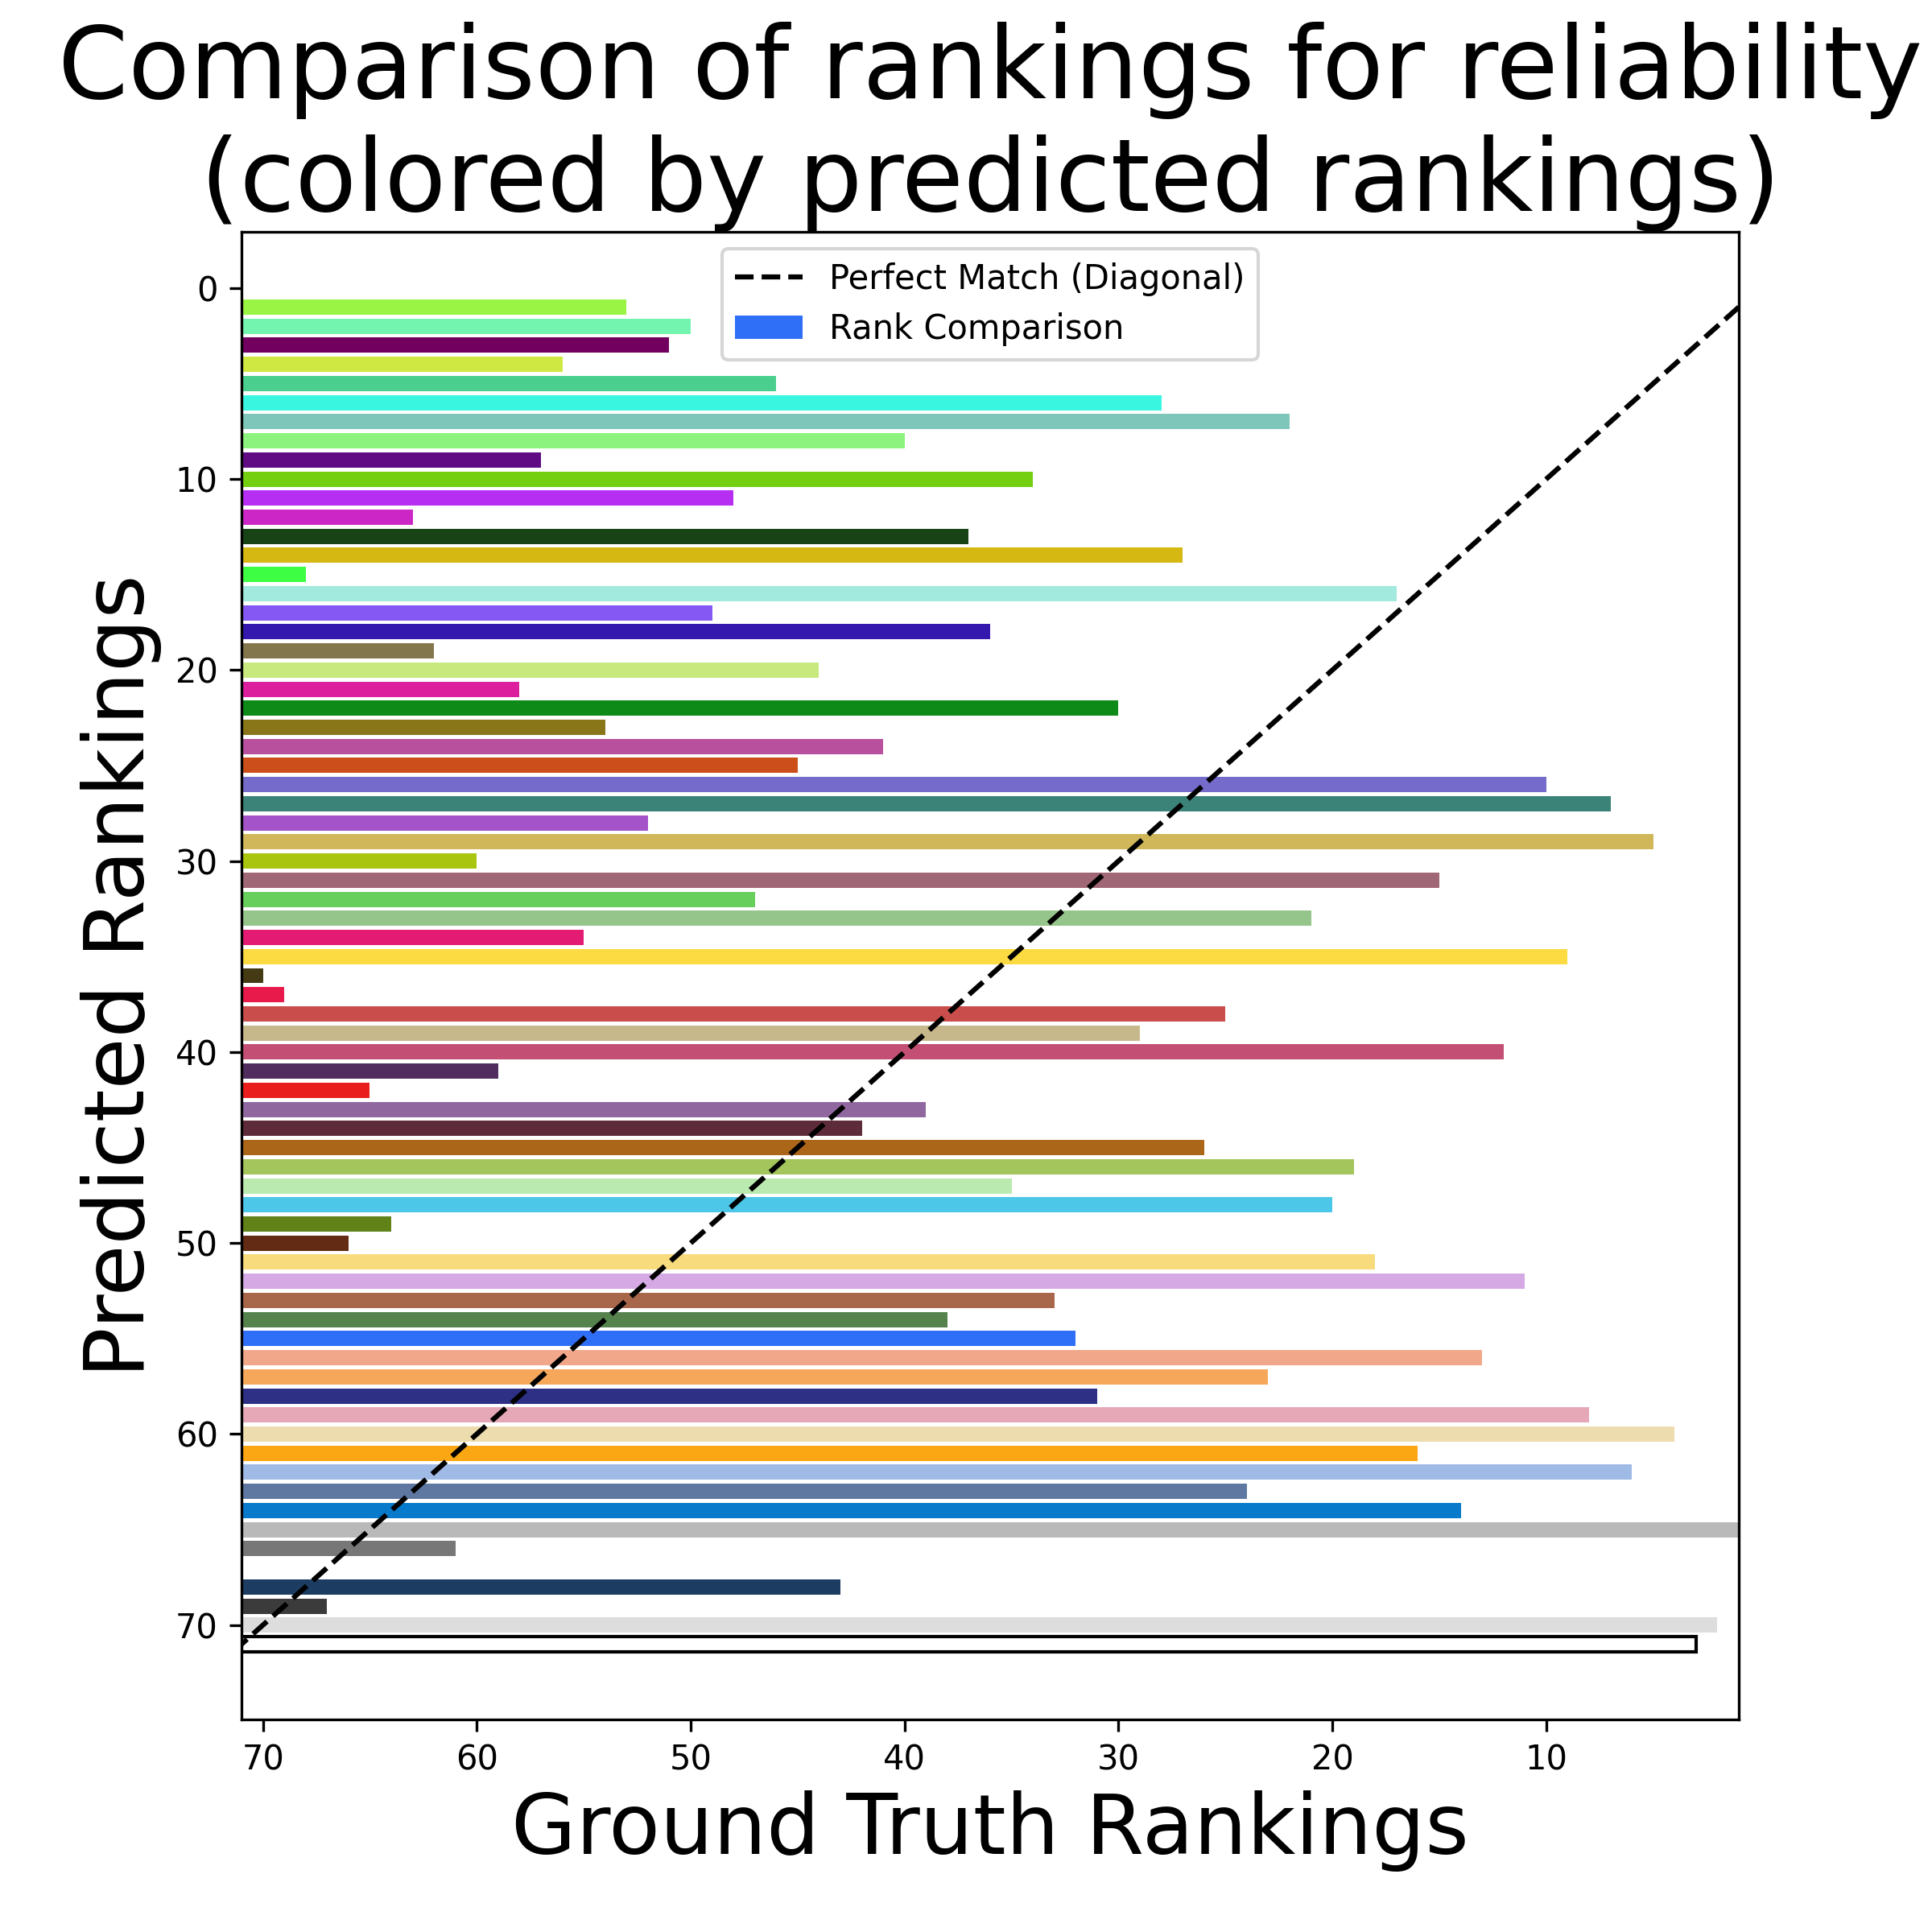 Comparison of rankings for reliability
(colored by predicted rankings)
Perfect Match (Diagonal)
Rank Comparison
0
10
20
30
40
50
60
70
Predicted Rankings
70 60 50 40 30 20 10
Ground Truth Rankings